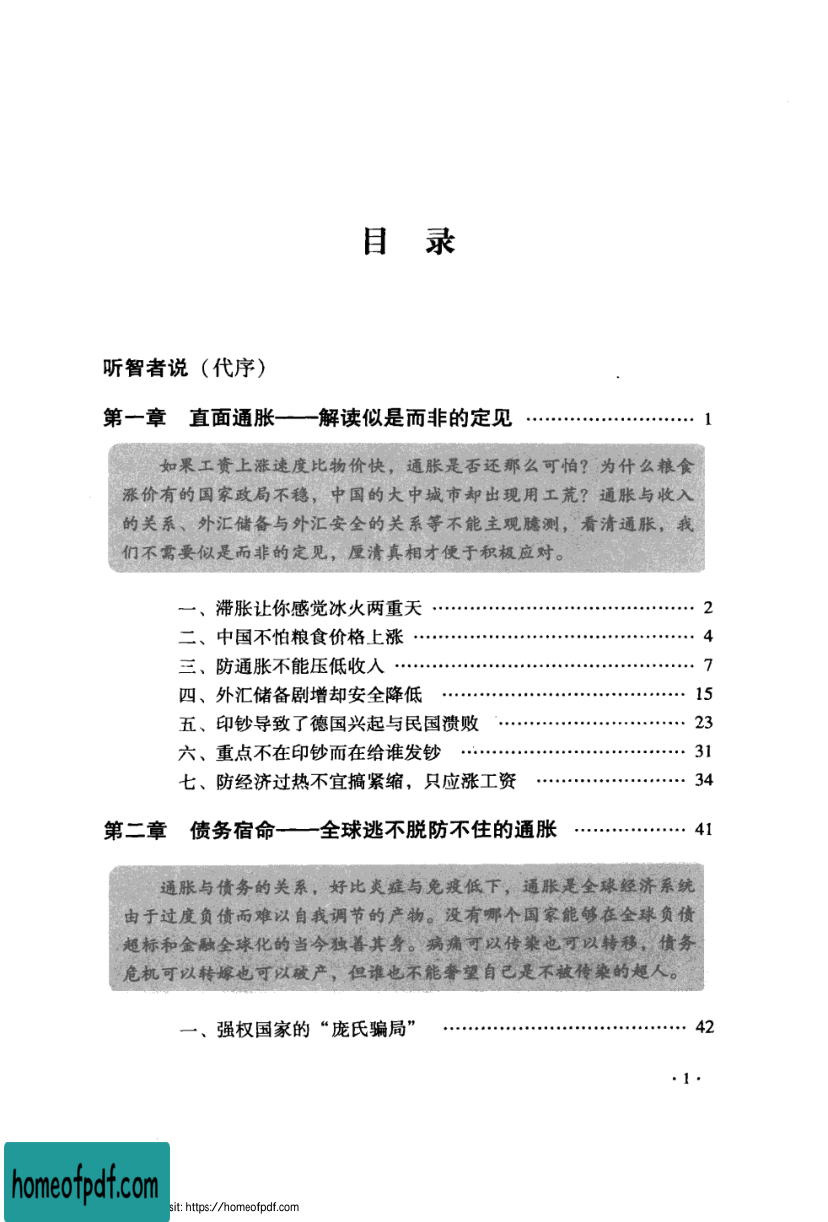 目 录
听智者说（代序）
第一章 直面通胀——解读似是而非的定见 ………………………… 1
如果工资上涨速度比物价快，通胀是否还那么可怕？为什么粮食
涨价有的国家政局不稳，中国的大中城市却出现用工荒？通胀与收入
的关系、外汇储备与外汇安全的关系等不能主观臆测，看清通胀，我
们不需要似是而非的定见，厘清真相才便于积极应对。
一、滞胀让你感觉冰火两重天 ………………………………… 2
二、中国不怕粮食价格上涨 ………………………………… 4
三、防通胀不能压低收入 ………………………………… 7
四、外汇储备剧增却安全降低 ………………………………… 15
五、印钞导致了德国兴起与民国溃败 ………………………… 23
六、重点不在印钞而在给谁发钞 ………………………… 31
七、防经济过热不宜搞紧缩，只应涨工资 …………………… 34
第二章 债务宿命——全球逃不脱防不住的通胀 ……………… 41
通胀与债务的关系，好比炎症与免疫低下，通胀是全球经济系统
由于过度负债而难以自我调节的产物。没有哪个国家能够在全球负债
超标和金融全球化的当今独善其身。病痛可以传染也可以转移，债务
危机可以转嫁也可以破产，但谁也不能奢望自己是不被传染的超人。
一、强权国家的“庞氏骗局” ………………………………… 42
·1·
homeofpdf.com
sit: https://homeofpdf.com